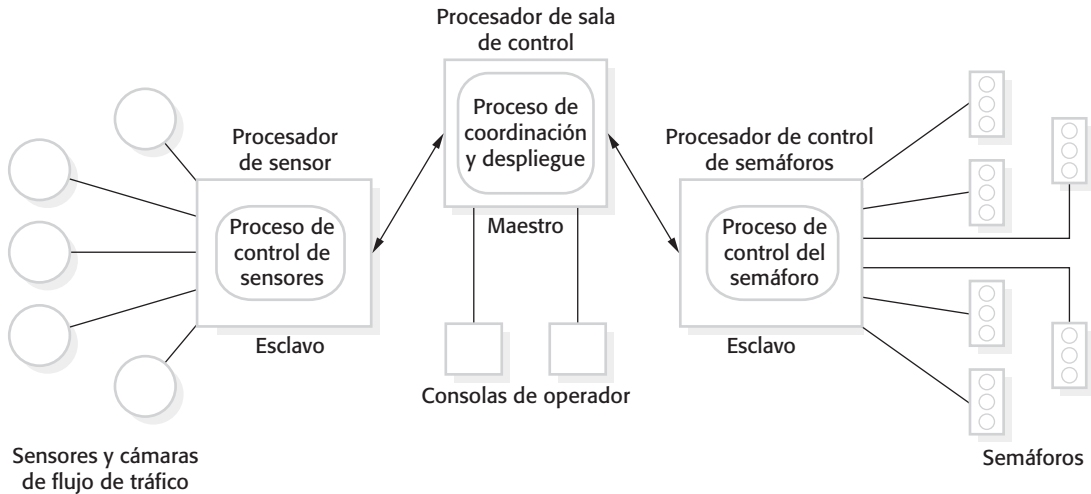 Procesador de sala
de control
Proceso de
coordinación
y despliegue
Maestro
Procesador
de sensor
Proceso de
control de
sensores
Esclavo
Procesador de control
de semáforos
Proceso de
control del
semáforo
Esclavo
Consolas de operador
Sensores y cámaras
de flujo de tráfico
Semáforos